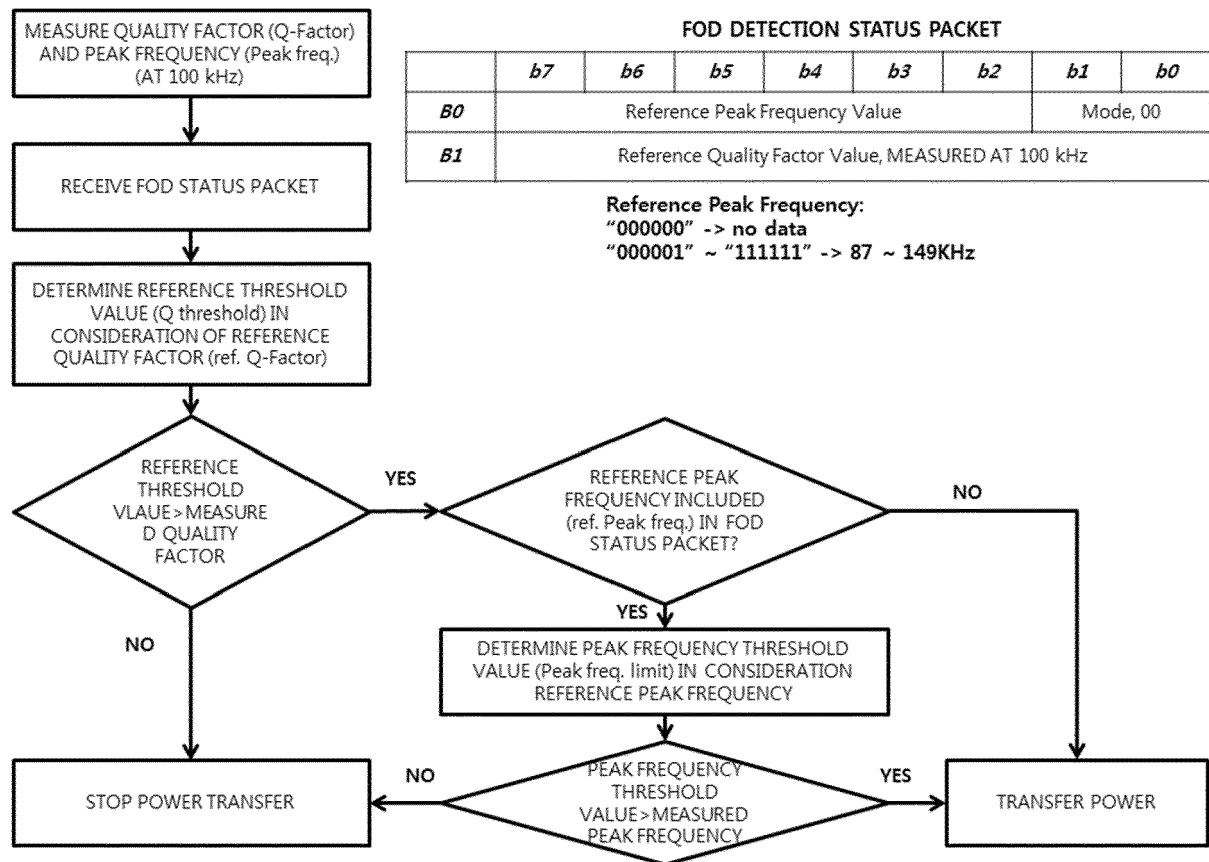 MEASURE QUALITY FACTOR (Q-Factor)
AND PEAK FREQUENCY (Peak freq.)
(AT 100 kHz)
RECEIVE FOD STATUS PACKET
DETERMINE REFERENCE THRESHOLD
VALUE (Q threshold) IN
CONSIDERATION OF REFERENCE
QUALITY FACTOR (ref. Q-Factor)
REFERENCE
THRESHOLD
VLAUE>MEASURE
D QUALITY
FACTOR
YES
NO
FOD DETECTION STATUS PACKET
b7 b6 b5 b4 b3 b2 b1 b0
B0 Reference Peak Frequency Value Mode, 00
B1 Reference Quality Factor Value, MEASURED AT 100 kHz
Reference Peak Frequency:
“000000” -> no data
“000001” ~ “111111” -> 87 ~ 149KHz
REFERENCE PEAK
FREQUENCY INCLUDED
(ref. Peak freq.) IN FOD
STATUS PACKET?
NO
YES
DETERMINE PEAK FREQUENCY THRESHOLD
VALUE (Peak freq. limit) IN CONSIDERATION
REFERENCE PEAK FREQUENCY
PEAK FREQUENCY
THRESHOLD
VALUE>MEASURED
PEAK FREQUENCY
NO
YES
STOP POWER TRANSFER
TRANSFER POWER